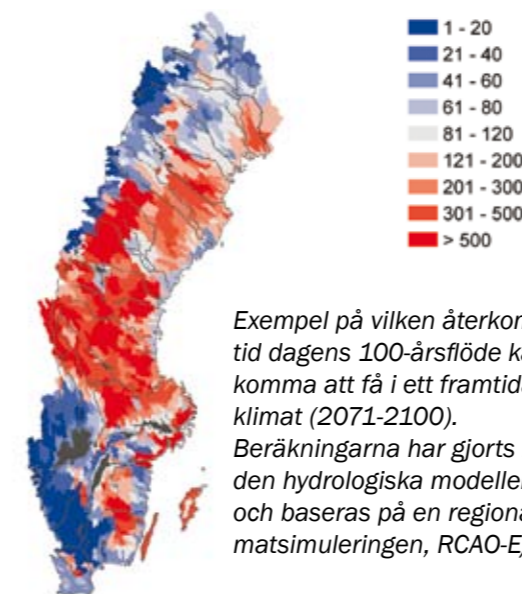 1 - 20
21 - 40
41 - 60
61 - 80
81 - 120
121 - 200
201 - 300
301 - 500
> 500
Exempel på vilken återkom
tid dagens 100-årsflöde ka
komma att få i ett framtida
klimat (2071-2100).
Beräkningarna har gjorts
den hydrologiska modeller
och baseras på en regiona
matsimuleringen, RCAO-E